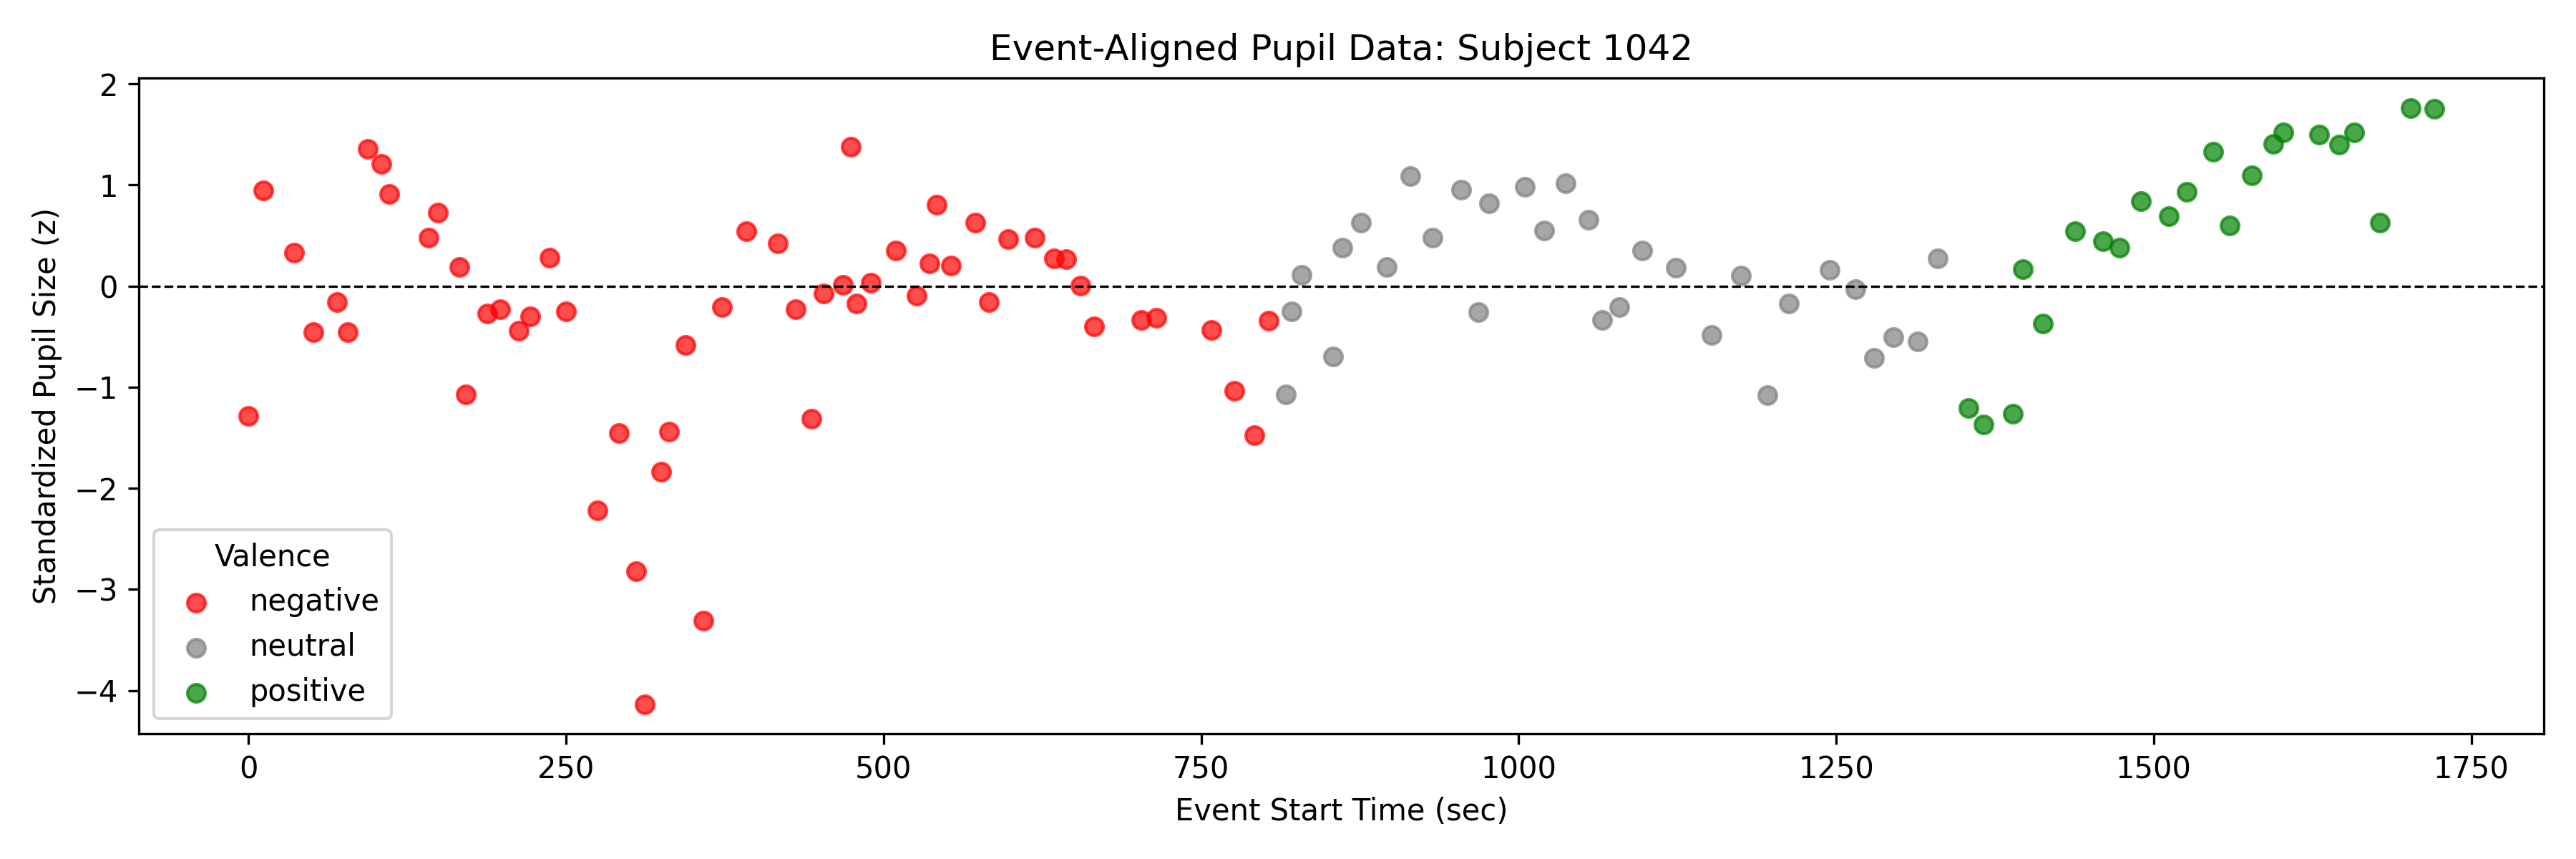 Event-Aligned Pupil Data: Subject 1042
Standardized Pupil Size (z)
2
1
0
−1
−2
−3
−4
Valence
negative
neutral
positive
0 250 500 750 1000 1250 1500 1750
Event Start Time (sec)